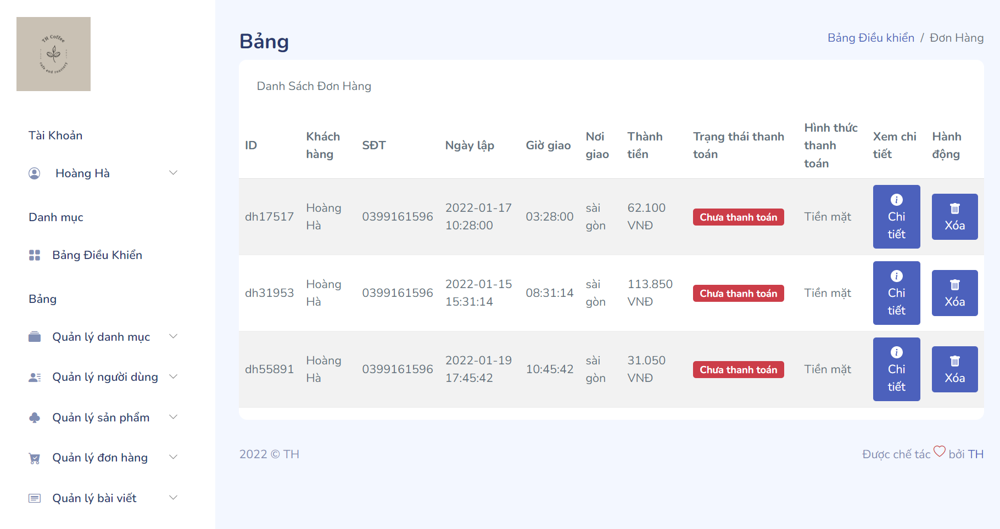 TH Coffee
cafe and roastery
Tài Khoản
Hoàng Hà
Danh mục
Bảng Điều Khiển
Bảng
Quản lý danh mục
Quản lý người dùng
Quản lý sản phẩm
Quản lý đơn hàng
Quản lý bài viết
Bảng
Bảng Điều khiển / Đơn Hàng
Danh Sách Đơn Hàng
ID
Khách
hàng
SĐT
Ngày lập
Giờ giao
Nơi
giao
Thành
tiền
Trạng thái thanh
toán
Hình thức
thanh
toán
Xem chi
tiết
Hành
động
dh17517
Hoàng
Hà
0399161596
2022-01-17
10:28:00
03:28:00
sài
gòn
62.100
VNĐ
Chưa thanh toán
Tiền mặt
Chi
tiết
Xóa
dh31953
Hoàng
Hà
0399161596
2022-01-15
15:31:14
08:31:14
sài
gòn
113.850
VNĐ
Chưa thanh toán
Tiền mặt
Chi
tiết
Xóa
dh55891
Hoàng
Hà
0399161596
2022-01-19
17:45:42
10:45:42
sài
gòn
31.050
VNĐ
Chưa thanh toán
Tiền mặt
Chi
tiết
Xóa
2022 © TH
Được chế tác bởi TH